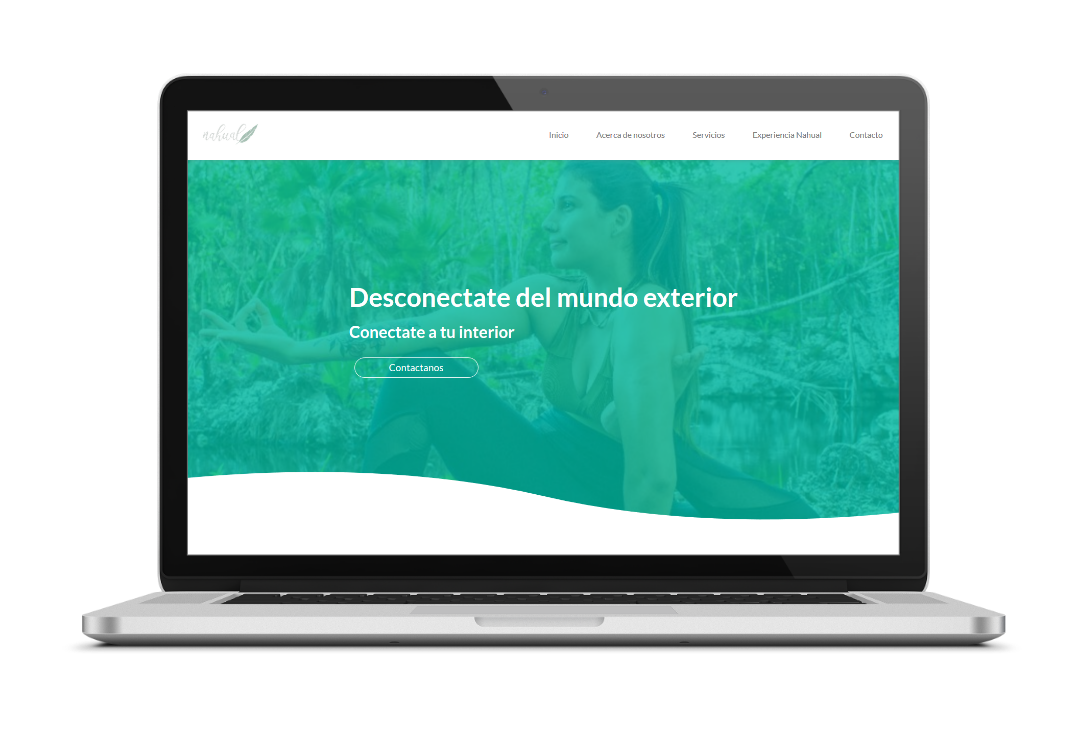 nahual
Inicio Acerca de nosotros Servicios Experiencia Nahual Contacto
Desconectate del mundo exterior
Conectate a tu interior
Contactanos